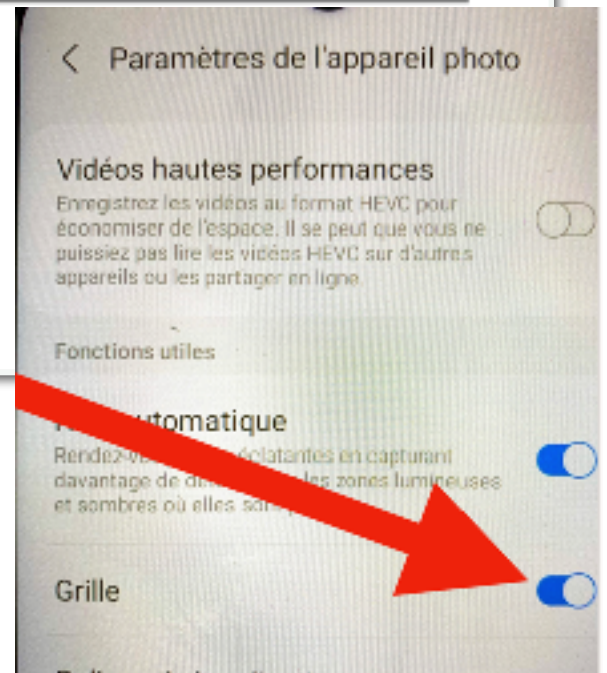 Paramètres de l'appareil photo
Vidéos hautes performances
Enregistrez les vidéos au format HEVC pour
économiser de l'espace. Il se peut que vous ne
puissiez pas lire les vidéos HEVC sur d'autres
appareils ou les partager en ligne.
Fonctions utiles
automatique
éclatantes en capturant
davantage de les zones lumineuses
et sombres où elles
Grille